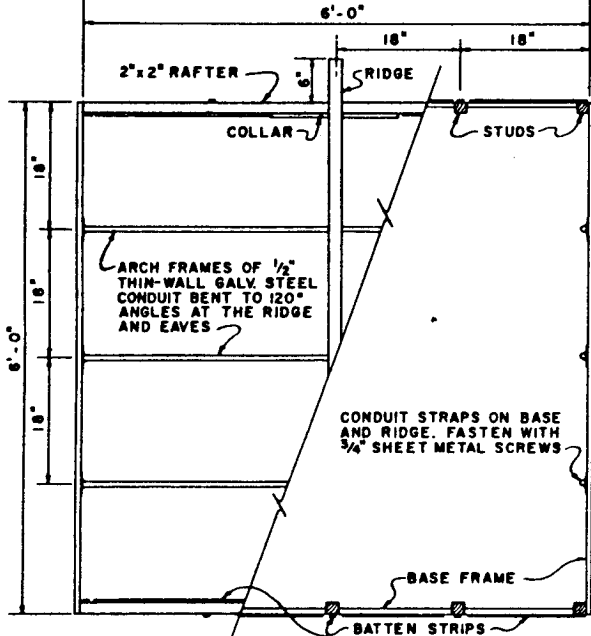 6'-0"
18" 18"
2"x2" RAFTER
6"
RIDGE
COLLAR
STUDS
18"
ARCH FRAMES OF 1/2"
THIN-WALL GALV. STEEL
CONDUIT BENT TO 120°
ANGLES AT THE RIDGE
AND EAVES
18"
6'-0"
18"
CONDUIT STRAPS ON BASE
AND RIDGE. FASTEN WITH
3/4" SHEET METAL SCREWS
BASE FRAME
BATTEN STRIPS